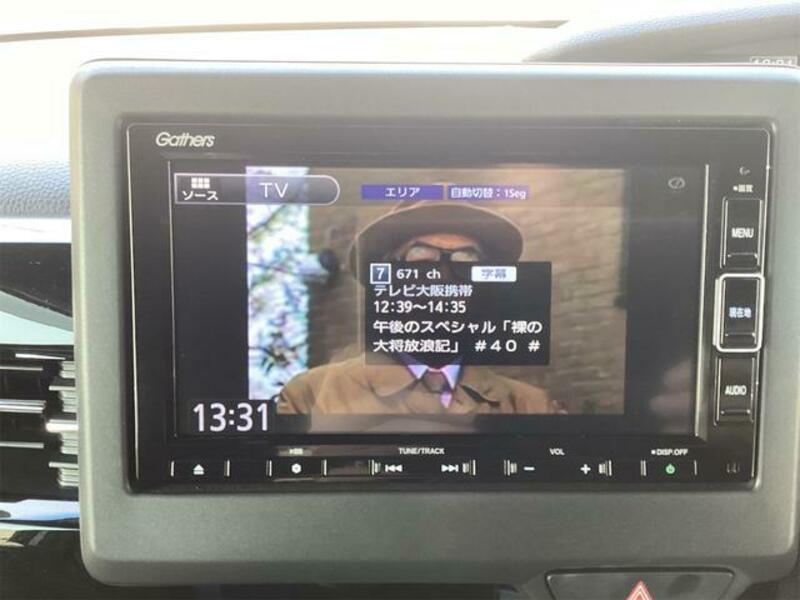 Gathers
ソース
TV
エリア
自動切替：1Seg
7 671 ch 字幕
テレビ大阪携帯
12:39～14:35
午後のスペシャル「裸の
大将放浪記」 ＃４０ ＃
13:31
画質
MENU
現在地
AUDIO
TUNE/TRACK
VOL
DISP.OFF